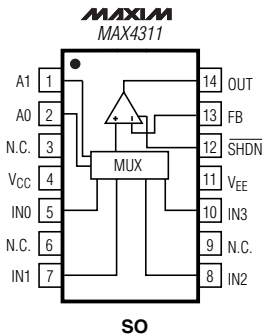 MAXIM
MAX4311
A1 1
A0 2
N.C. 3
VCC 4
IN0 5
N.C. 6
IN1 7
14 OUT
13 FB
12 SHDN
11 VEE
10 IN3
9 N.C.
8 IN2
+ −
MUX
SO